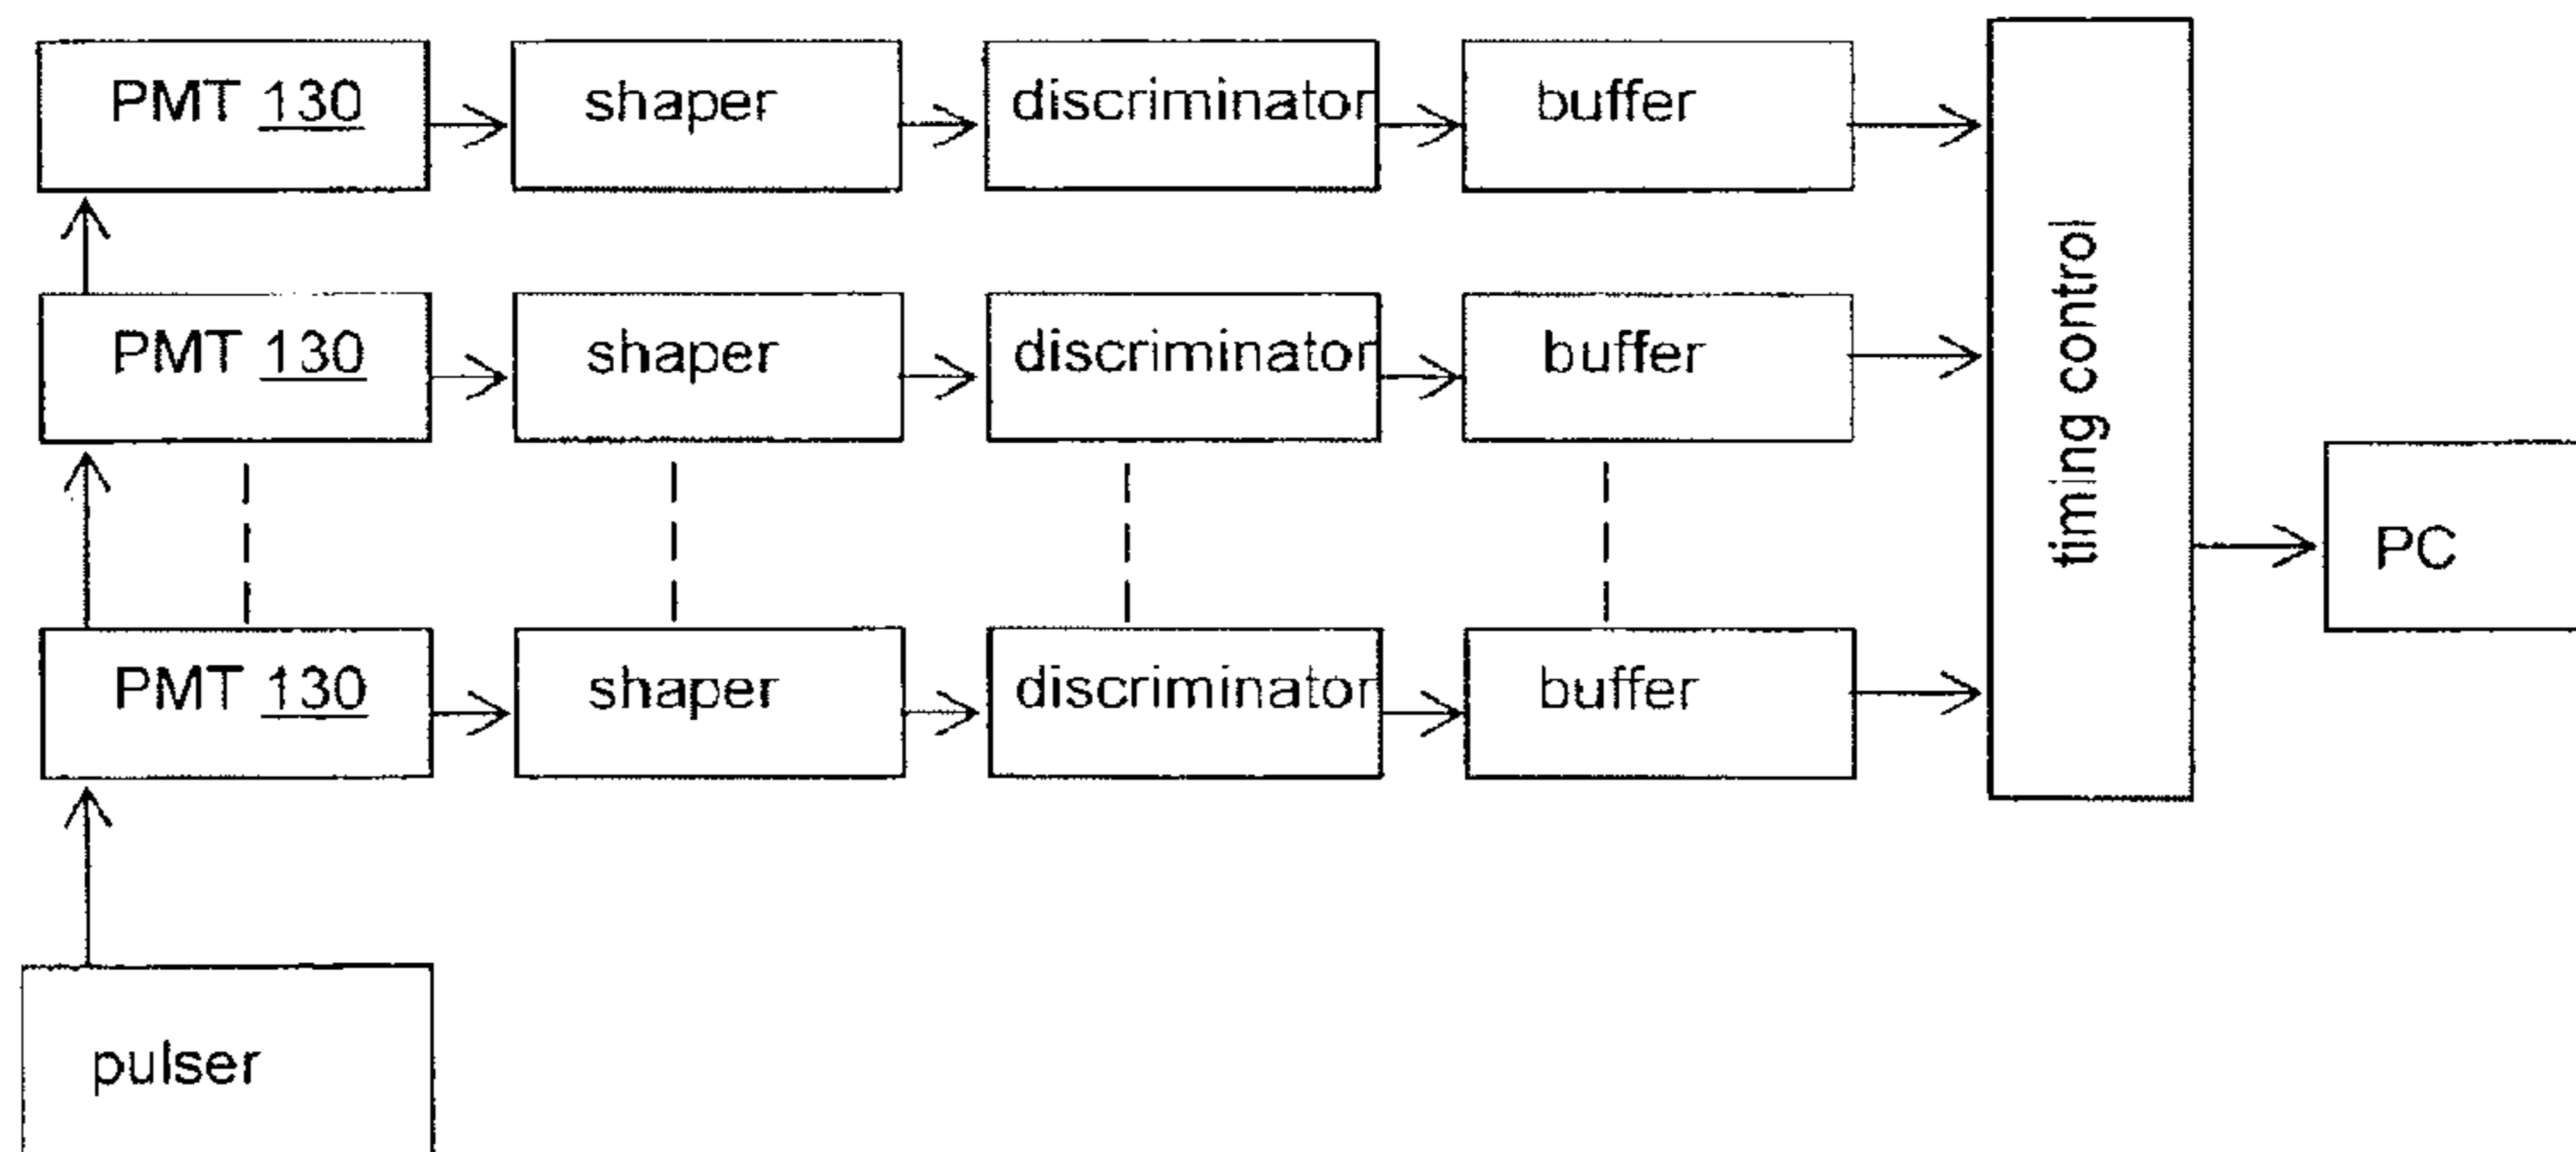 PMT 130 shaper discriminator buffer
PMT 130 shaper discriminator buffer
timing control
PC
PMT 130 shaper discriminator buffer
pulser